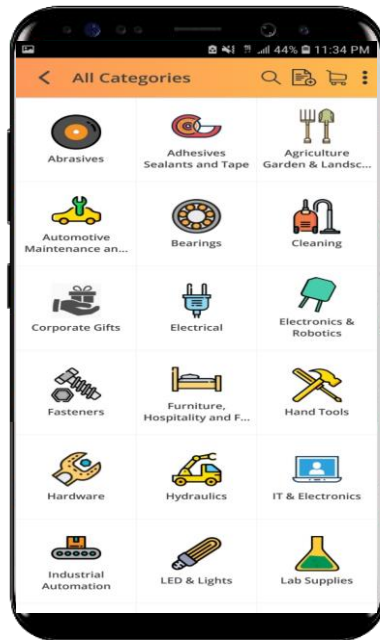 44% 11:34 PM
All Categories
Abrasives
Adhesives
Sealants and Tape
Agriculture
Garden & Landsc...
Automotive
Maintenance an...
Bearings
Cleaning
Corporate Gifts
Electrical
Electronics &
Robotics
Fasteners
Furniture,
Hospitality and F...
Hand Tools
Hardware
Hydraulics
IT & Electronics
Industrial
Automation
LED & Lights
Lab Supplies